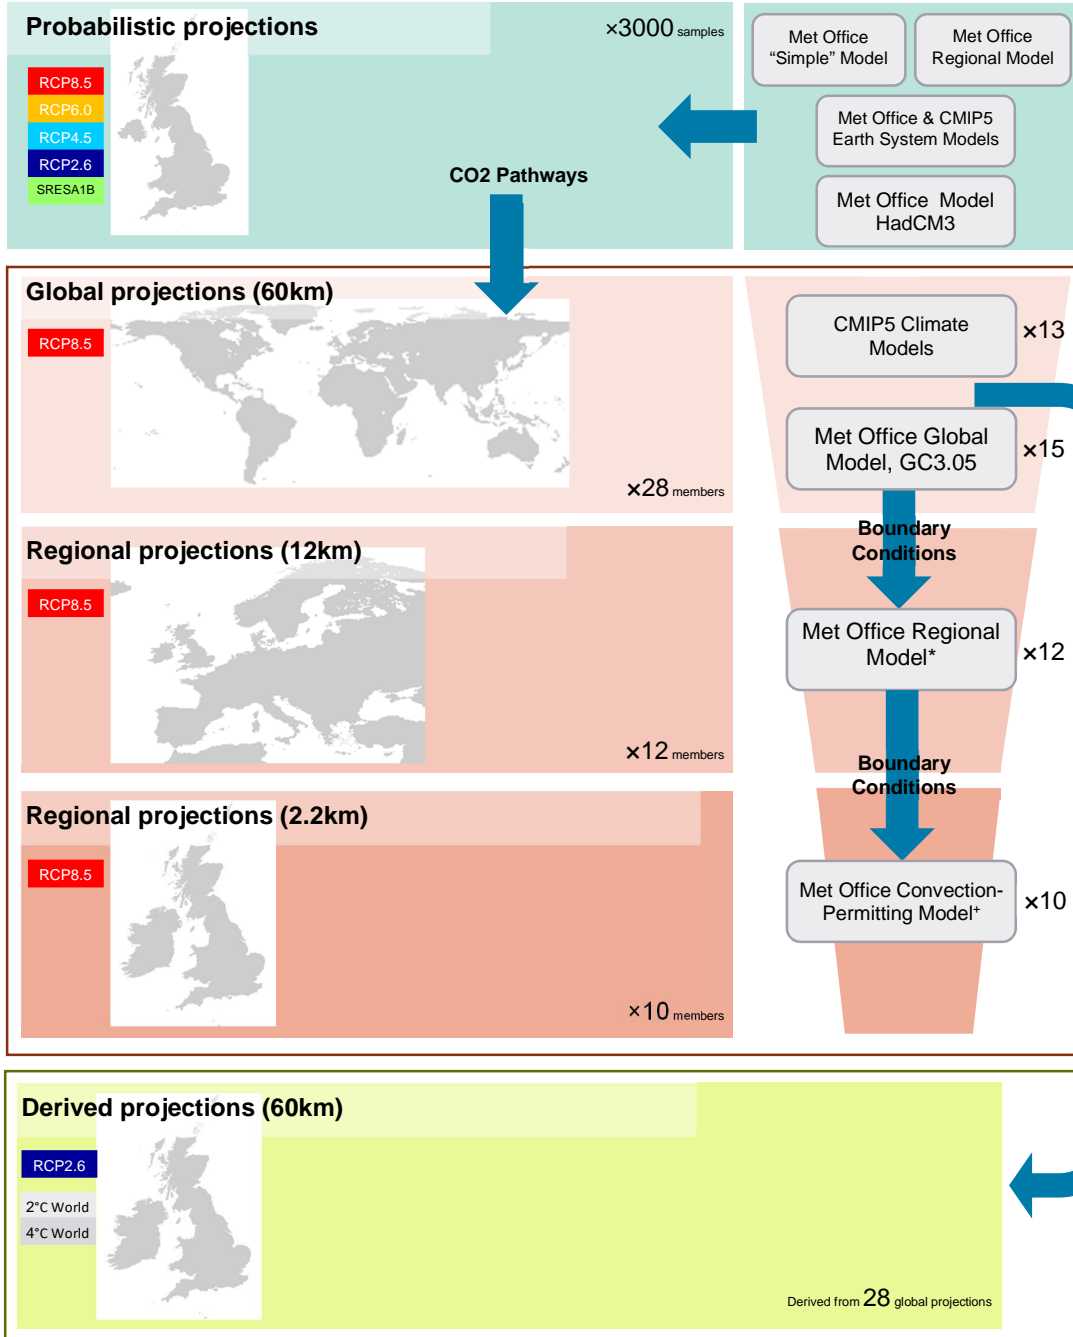 Probabilistic projections
×3000 samples
RCP8.5
RCP6.0
RCP4.5
RCP2.6
SRESA1B
CO2 Pathways
Met Office
“Simple” Model
Met Office
Regional Model
Met Office & CMIP5
Earth System Models
Met Office Model
HadCM3
Global projections (60km)
RCP8.5
×28 members
CMIP5 Climate
Models
×13
Met Office Global
Model, GC3.05
×15
Boundary
Conditions
Regional projections (12km)
RCP8.5
×12 members
Met Office Regional
Model*
×12
Boundary
Conditions
Regional projections (2.2km)
RCP8.5
×10 members
Met Office Convection-
Permitting Model⁺
×10
Derived projections (60km)
RCP2.6
2°C World
4°C World
Derived from 28 global projections